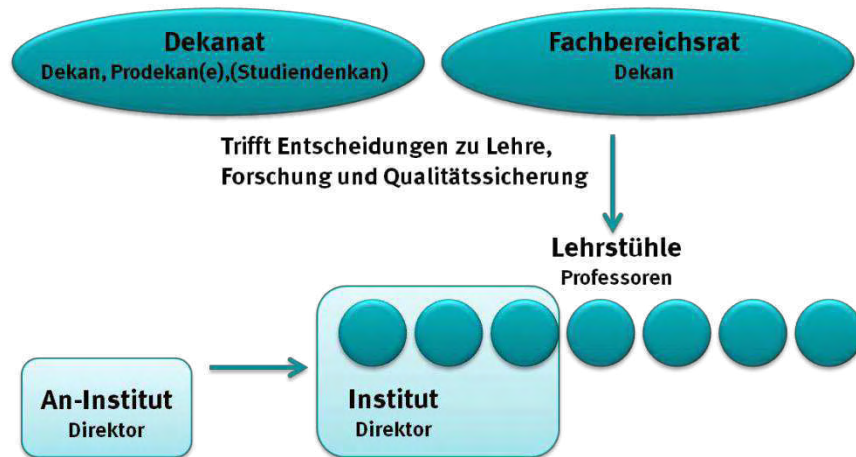 Dekanat
Dekan, Prodekan(e),(Studiendenkan)
Fachbereichsrat
Dekan
Trifft Entscheidungen zu Lehre,
Forschung und Qualitätssicherung
Lehrstühle
Professoren
An-Institut
Direktor
Institut
Direktor